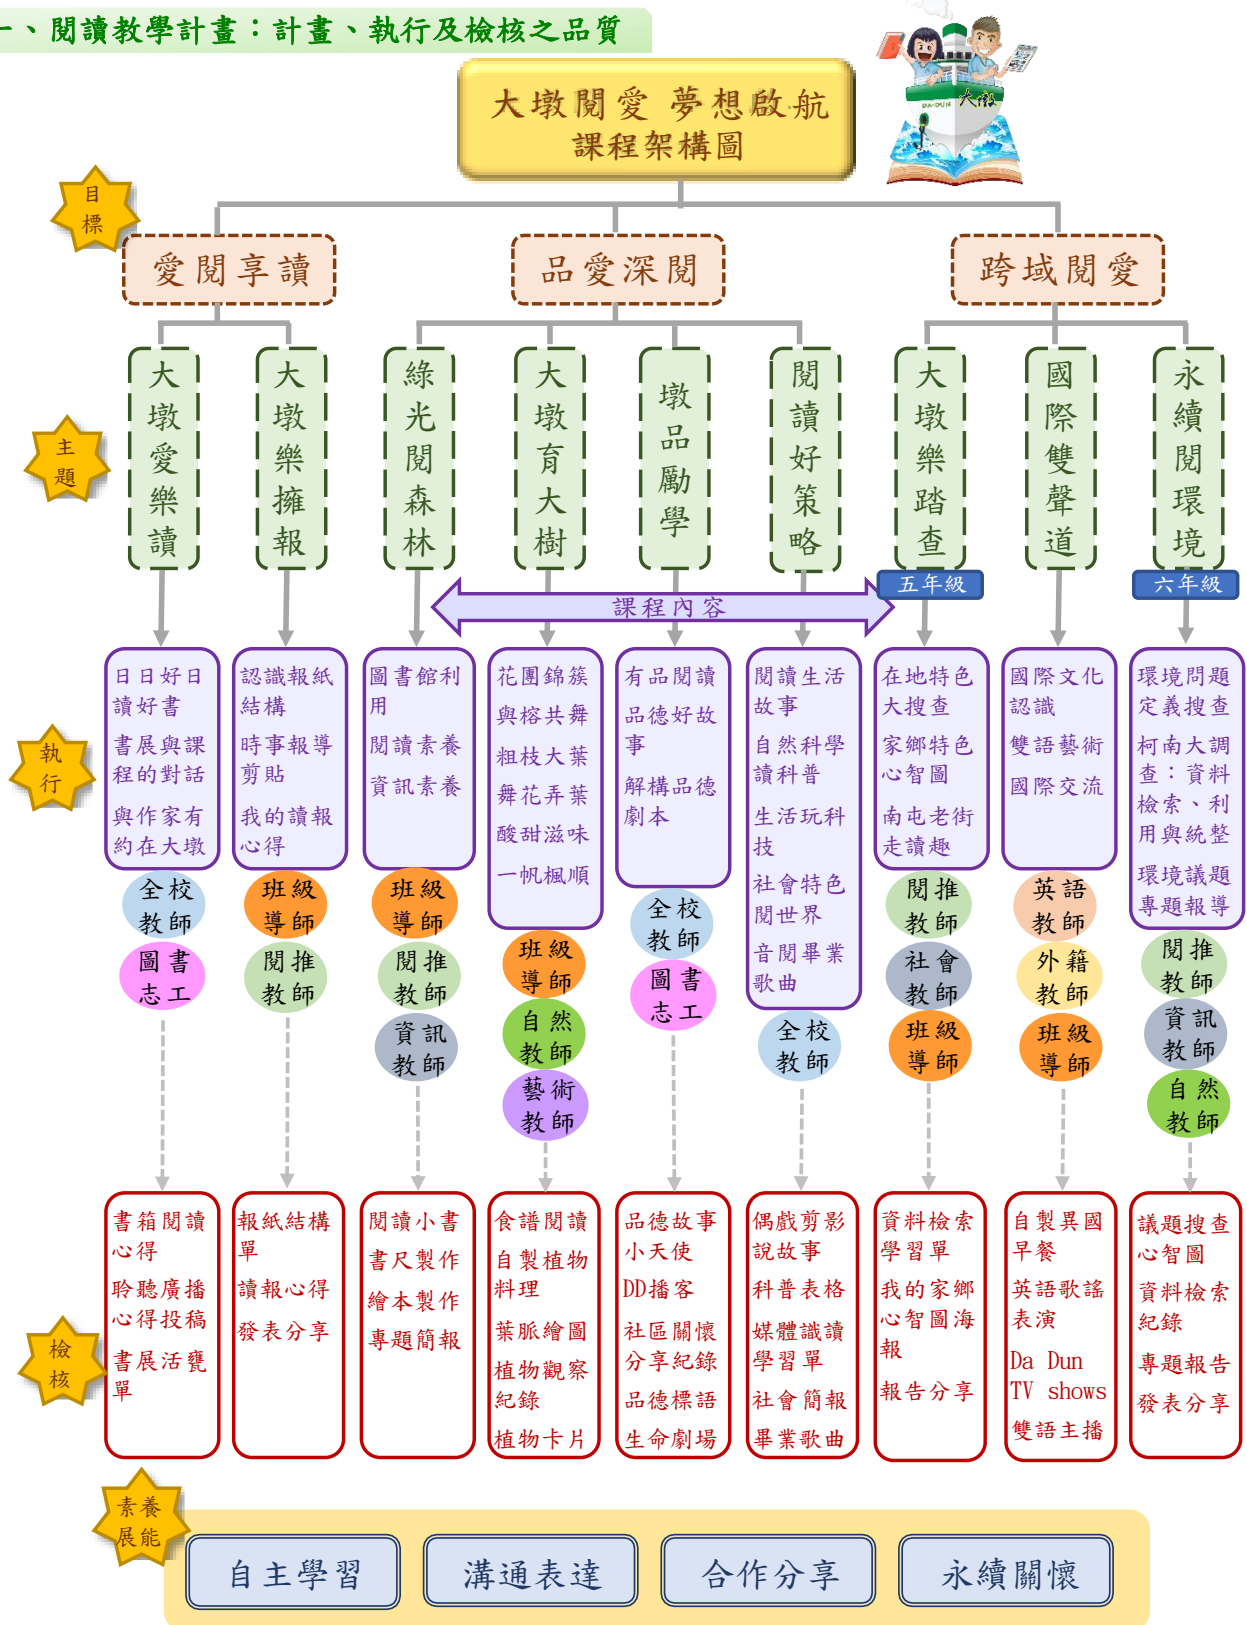 一、閱讀教學計畫：計畫、執行及檢核之品質
大墩閱愛 夢想啟航
課程架構圖
DA-DUN
大墩
目
標
愛閱享讀
品愛深閱
跨域閱愛
主
題
大墩愛樂讀
大墩樂擁報
綠光閱森林
大墩育大樹
墩品勵學
閱讀好策略
大墩樂踏查
國際雙聲道
永續閱環境
五年級
六年級
課程內容
執
行
日日好日
讀好書
書展與課
程的對話
與作家有
約在大墩
認識報紙
結構
時事報導
剪貼
我的讀報
心得
圖書館利
用
閱讀素養
資訊素養
花團錦簇
與榕共舞
粗枝大葉
舞花弄葉
酸甜滋味
一帆楓順
有品閱讀
品德好故
事
解構品德
劇本
閱讀生活
故事
自然科學
讀科普
生活玩科
技
社會特色
閱世界
音閱畢業
歌曲
在地特色
大搜查
家鄉特色
心智圖
南屯老街
走讀趣
國際文化
認識
雙語藝術
國際交流
環境問題
定義搜查
柯南大調
查：資料
檢索、利
用與統整
環境議題
專題報導
全校
教師
圖書
志工
班級
導師
閱推
教師
班級
導師
閱推
教師
資訊
教師
班級
導師
自然
教師
藝術
教師
全校
教師
圖書
志工
全校
教師
閱推
教師
社會
教師
班級
導師
英語
教師
外籍
教師
班級
導師
閱推
教師
資訊
教師
自然
教師
檢
核
書箱閱讀
心得
聆聽廣播
心得投稿
書展活甕
單
報紙結構
單
讀報心得
發表分享
閱讀小書
書尺製作
繪本製作
專題簡報
食譜閱讀
自製植物
料理
葉脈繪圖
植物觀察
紀錄
植物卡片
品德故事
小天使
DD播客
社區關懷
分享紀錄
品德標語
生命劇場
偶戲剪影
說故事
科普表格
媒體識讀
學習單
社會簡報
畢業歌曲
資料檢索
學習單
我的家鄉
心智圖海
報
報告分享
自製異國
早餐
英語歌謠
表演
Da Dun
TV shows
雙語主播
議題搜查
心智圖
資料檢索
紀錄
專題報告
發表分享
素養
展能
自主學習
溝通表達
合作分享
永續關懷